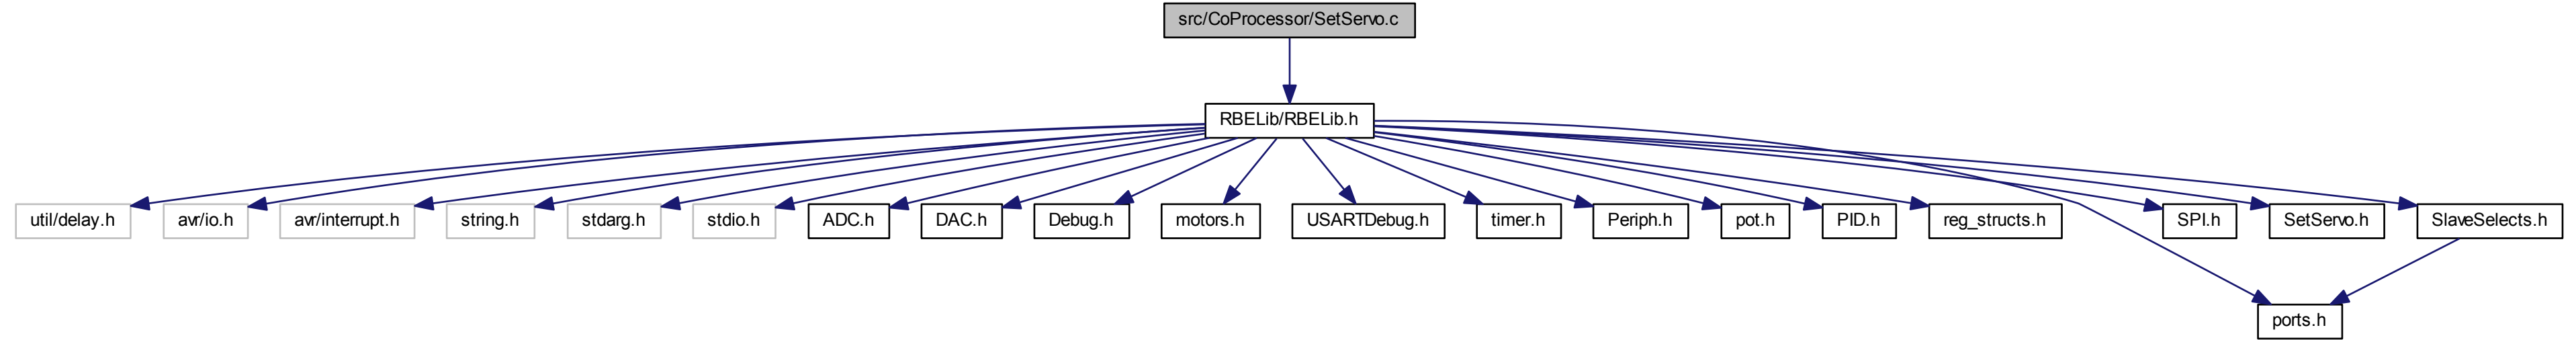 src/CoProcessor/SetServo.c
RBELib/RBELib.h
util/delay.h
avr/io.h
avr/interrupt.h
string.h
stdarg.h
stdio.h
ADC.h
DAC.h
Debug.h
motors.h
USARTDebug.h
timer.h
Periph.h
pot.h
PID.h
reg_structs.h
SPI.h
SetServo.h
SlaveSelects.h
ports.h